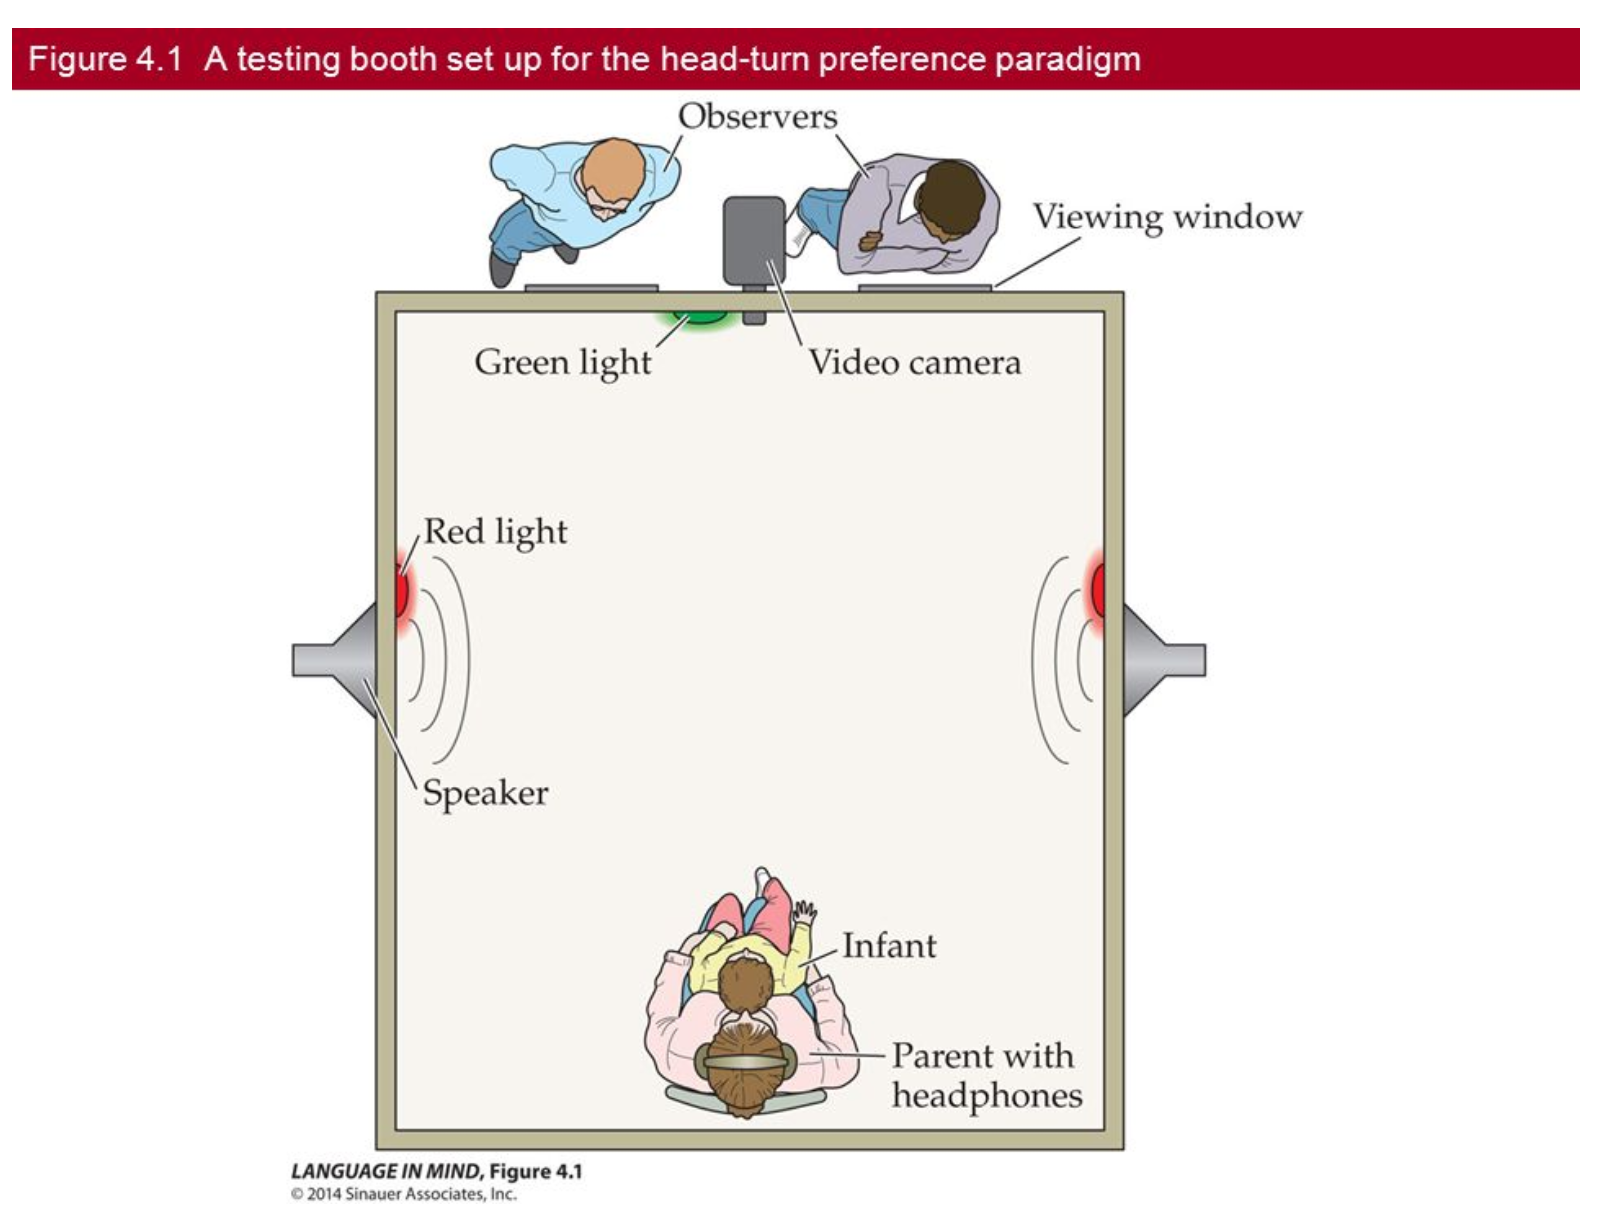 Figure 4.1 A testing booth set up for the head-turn preference paradigm
Observers
Viewing window
Green light
Video camera
Red light
Speaker
Infant
Parent with
headphones
LANGUAGE IN MIND, Figure 4.1
© 2014 Sinauer Associates, Inc.